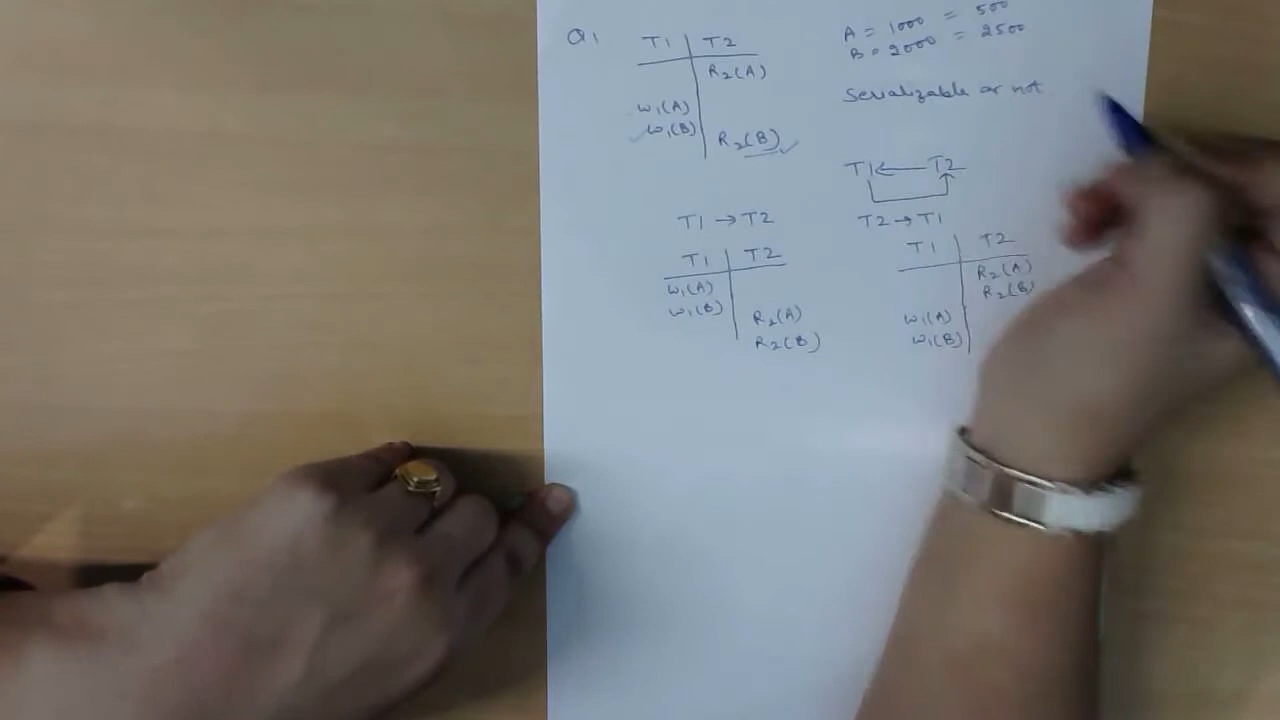 Q1
T1 T2
R2(A)
W1(A)
W1(B)
R2(B)
A = 1000 = 500
B = 2000 = 2500
Serializable or not
T1 ← T2
T1 → T2
T1 T2
W1(A)
W1(B)
R2(A)
R2(B)
T2 → T1
T1 T2
R2(A)
R2(B)
W1(A)
W1(B)